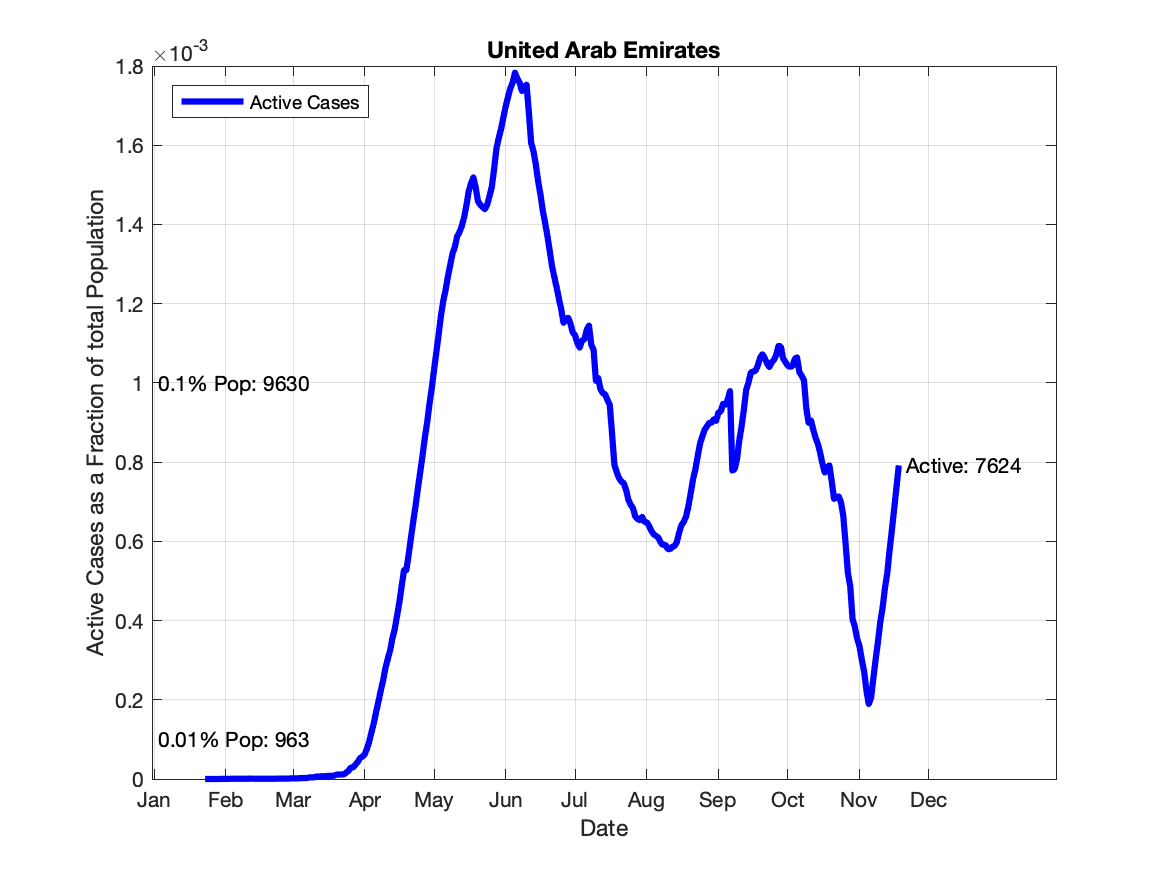 United Arab Emirates
×10-3
1.8
1.6
1.4
1.2
1
0.8
0.6
0.4
0.2
0
Active Cases
Active Cases as a Fraction of total Population
0.1% Pop: 9630
0.01% Pop: 963
Active: 7624
Jan Feb Mar Apr May Jun Jul Aug Sep Oct Nov Dec
Date